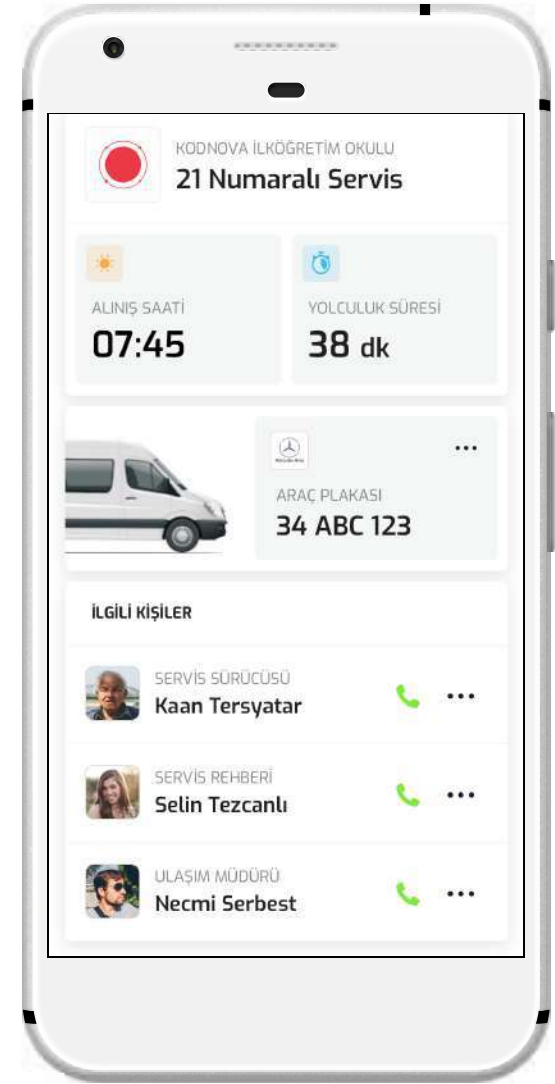 KODNOVA İLKÖĞRETİM OKULU
21 Numaralı Servis
ALINIŞ SAATİ
07:45
YOLCULUK SÜRESİ
38 dk
ARAÇ PLAKASI
34 ABC 123
İLGİLİ KİŞİLER
SERVİS SÜRÜCÜSÜ
Kaan Tersyatar
SERVİS REHBERİ
Selin Tezcanlı
ULAŞIM MÜDÜRÜ
Necmi Serbest